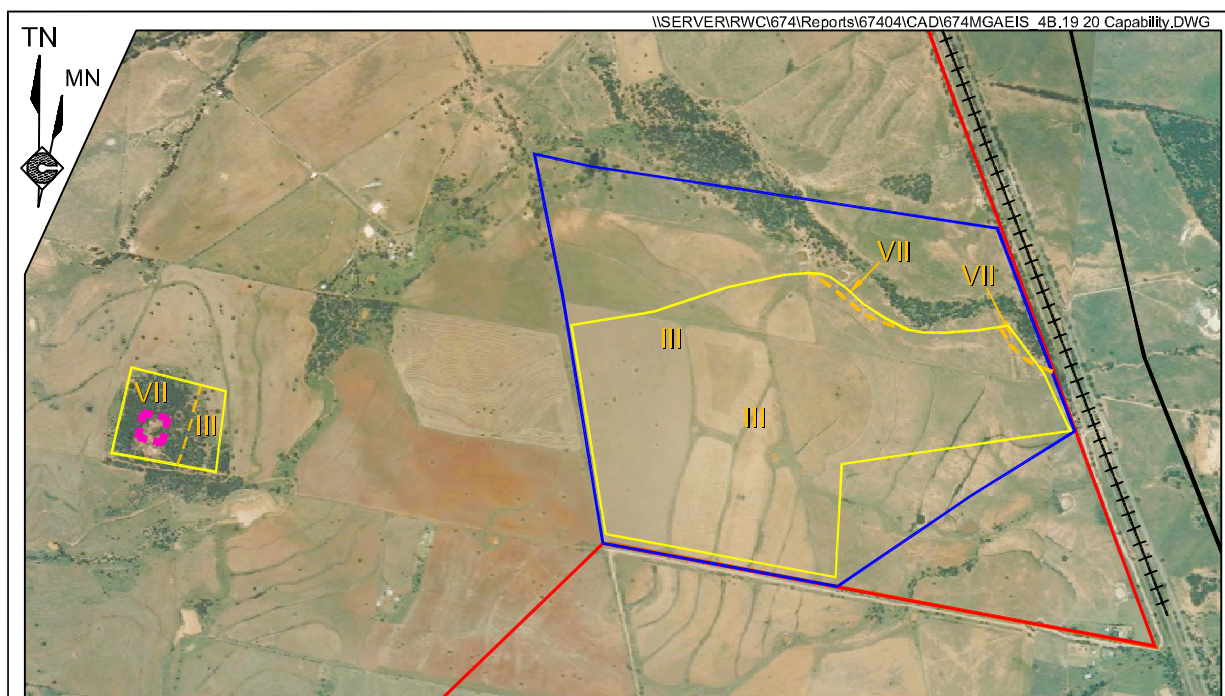 \\SERVER\RWC\674\Reports\67404\CAD\674MGAEIS_4B.19 20 Capability.DWG
TN
MN
VII
VII
III
VII
III
III